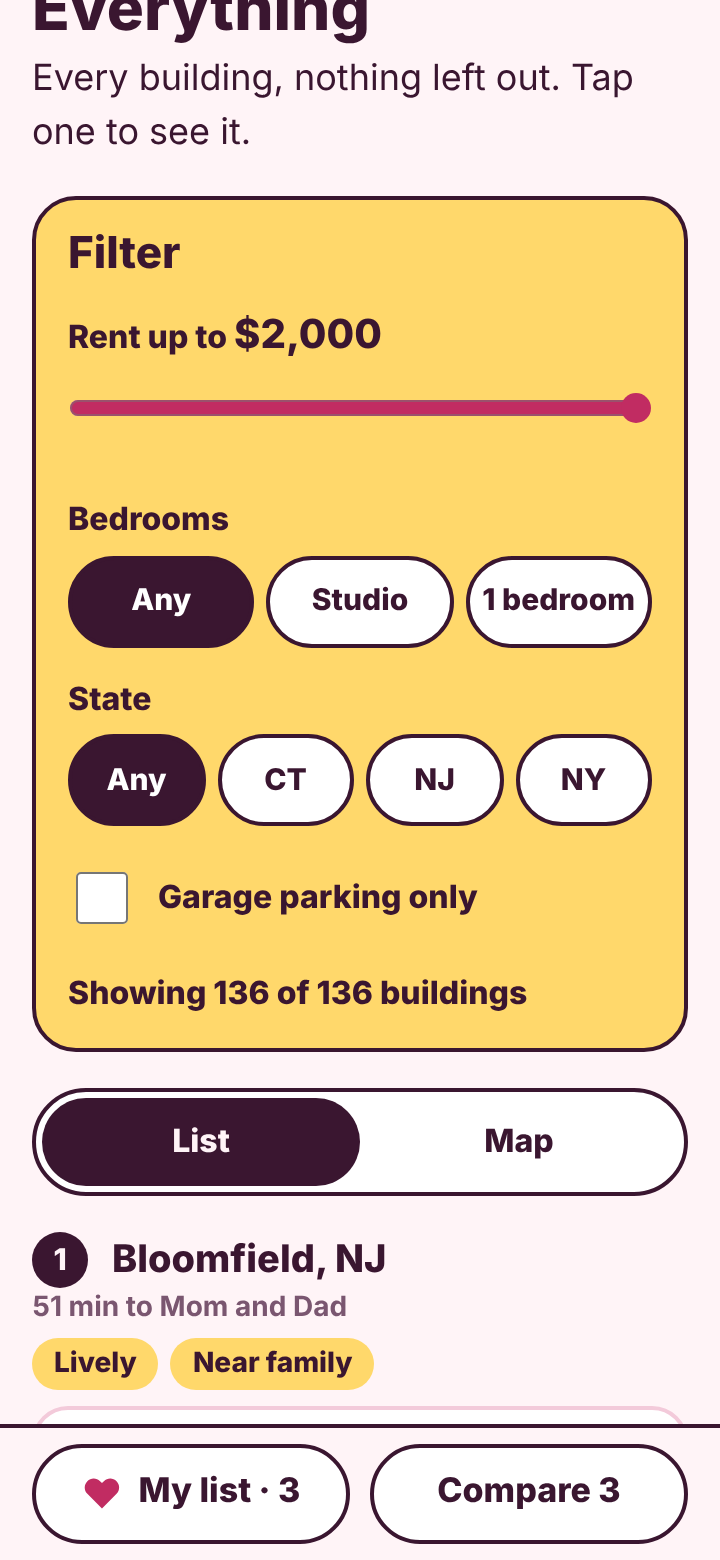 Everything
Every building, nothing left out. Tap
one to see it.
Filter
Rent up to $2,000
Bedrooms
Any
Studio
1 bedroom
State
Any
CT
NJ
NY
Garage parking only
Showing 136 of 136 buildings
List
Map
1 Bloomfield, NJ
51 min to Mom and Dad
Lively
Near family
My list · 3
Compare 3